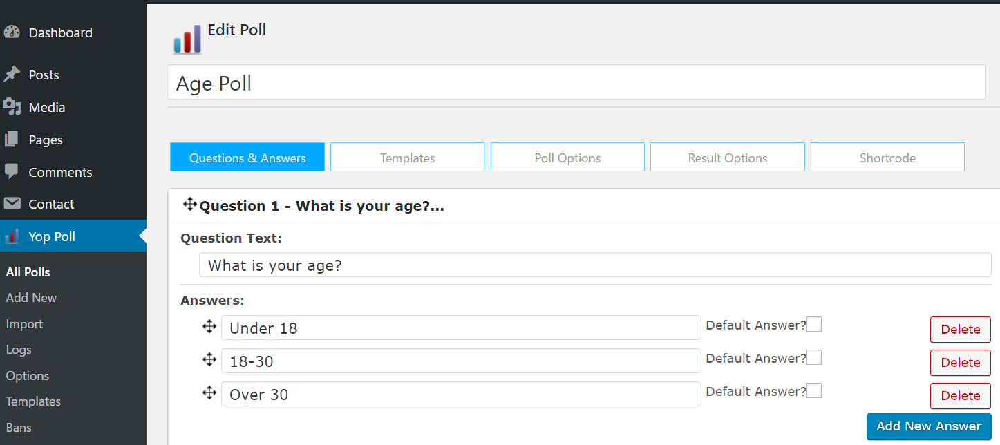 Dashboard
Posts
Media
Pages
Comments
Contact
Yop Poll
All Polls
Add New
Import
Logs
Options
Templates
Bans
Edit Poll
Age Poll
Questions & Answers Templates Poll Options Result Options Shortcode
Question 1 - What is your age?...
Question Text:
What is your age?
Answers:
Under 18 Default Answer? Delete
18-30 Default Answer? Delete
Over 30 Default Answer? Delete
Add New Answer